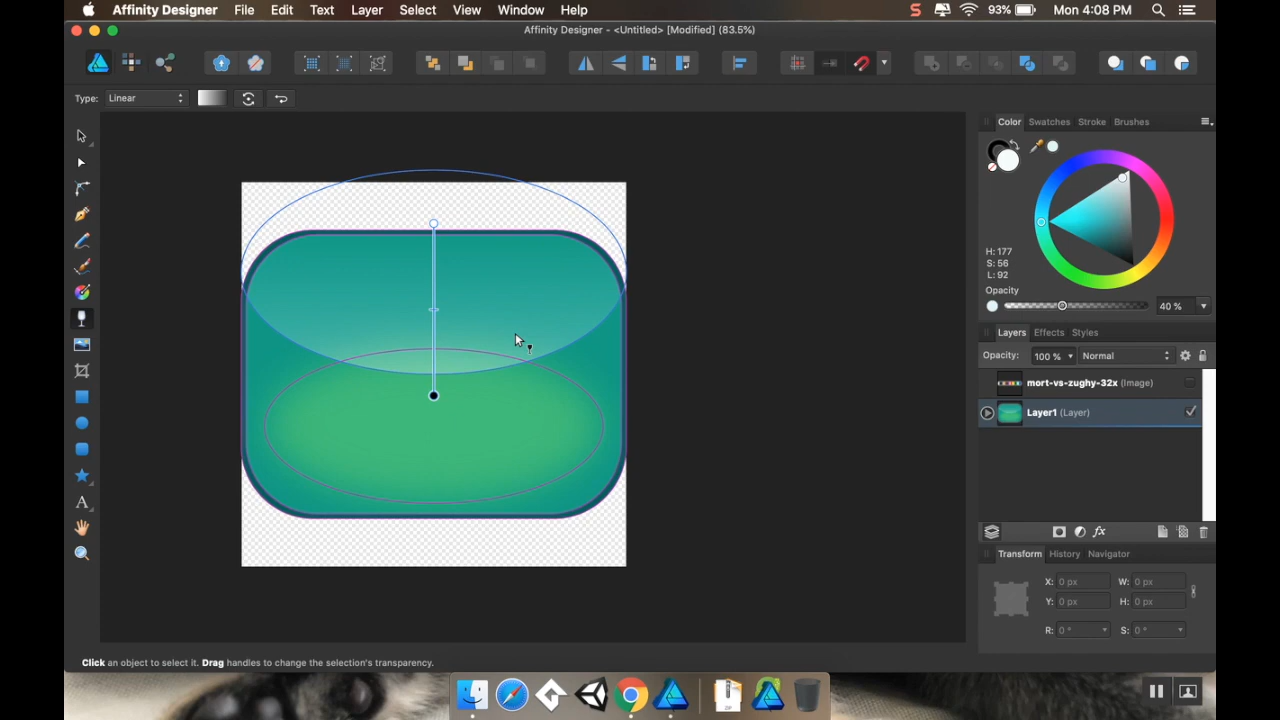 Affinity Designer File Edit Text Layer Select View Window Help 93% Mon 4:08 PM
Affinity Designer - <Untitled> [Modified] (83.5%)
Type: Linear
Color Swatches Stroke Brushes
H: 177
S: 56
L: 92
Opacity
40 %
Layers Effects Styles
Opacity: 100 % Normal
mort-vs-zughy-32x (Image)
Layer1 (Layer)
Transform History Navigator
X: 0 px W: 0 px
Y: 0 px H: 0 px
R: 0 ° S: 0 °
Click an object to select it. Drag handles to change the selection's transparency.
ZIP